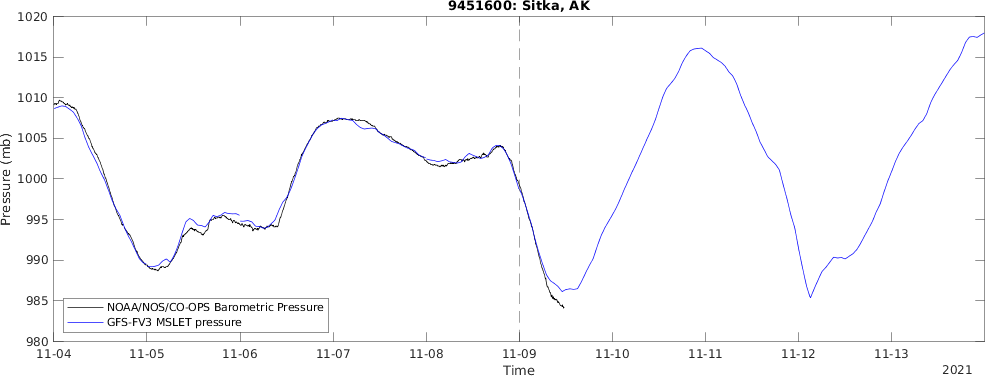 9451600: Sitka, AK
1020
1015
1010
1005
1000
995
990
985
980
Pressure (mb)
NOAA/NOS/CO-OPS Barometric Pressure
GFS-FV3 MSLET pressure
11-04 11-05 11-06 11-07 11-08 11-09 11-10 11-11 11-12 11-13
Time
2021